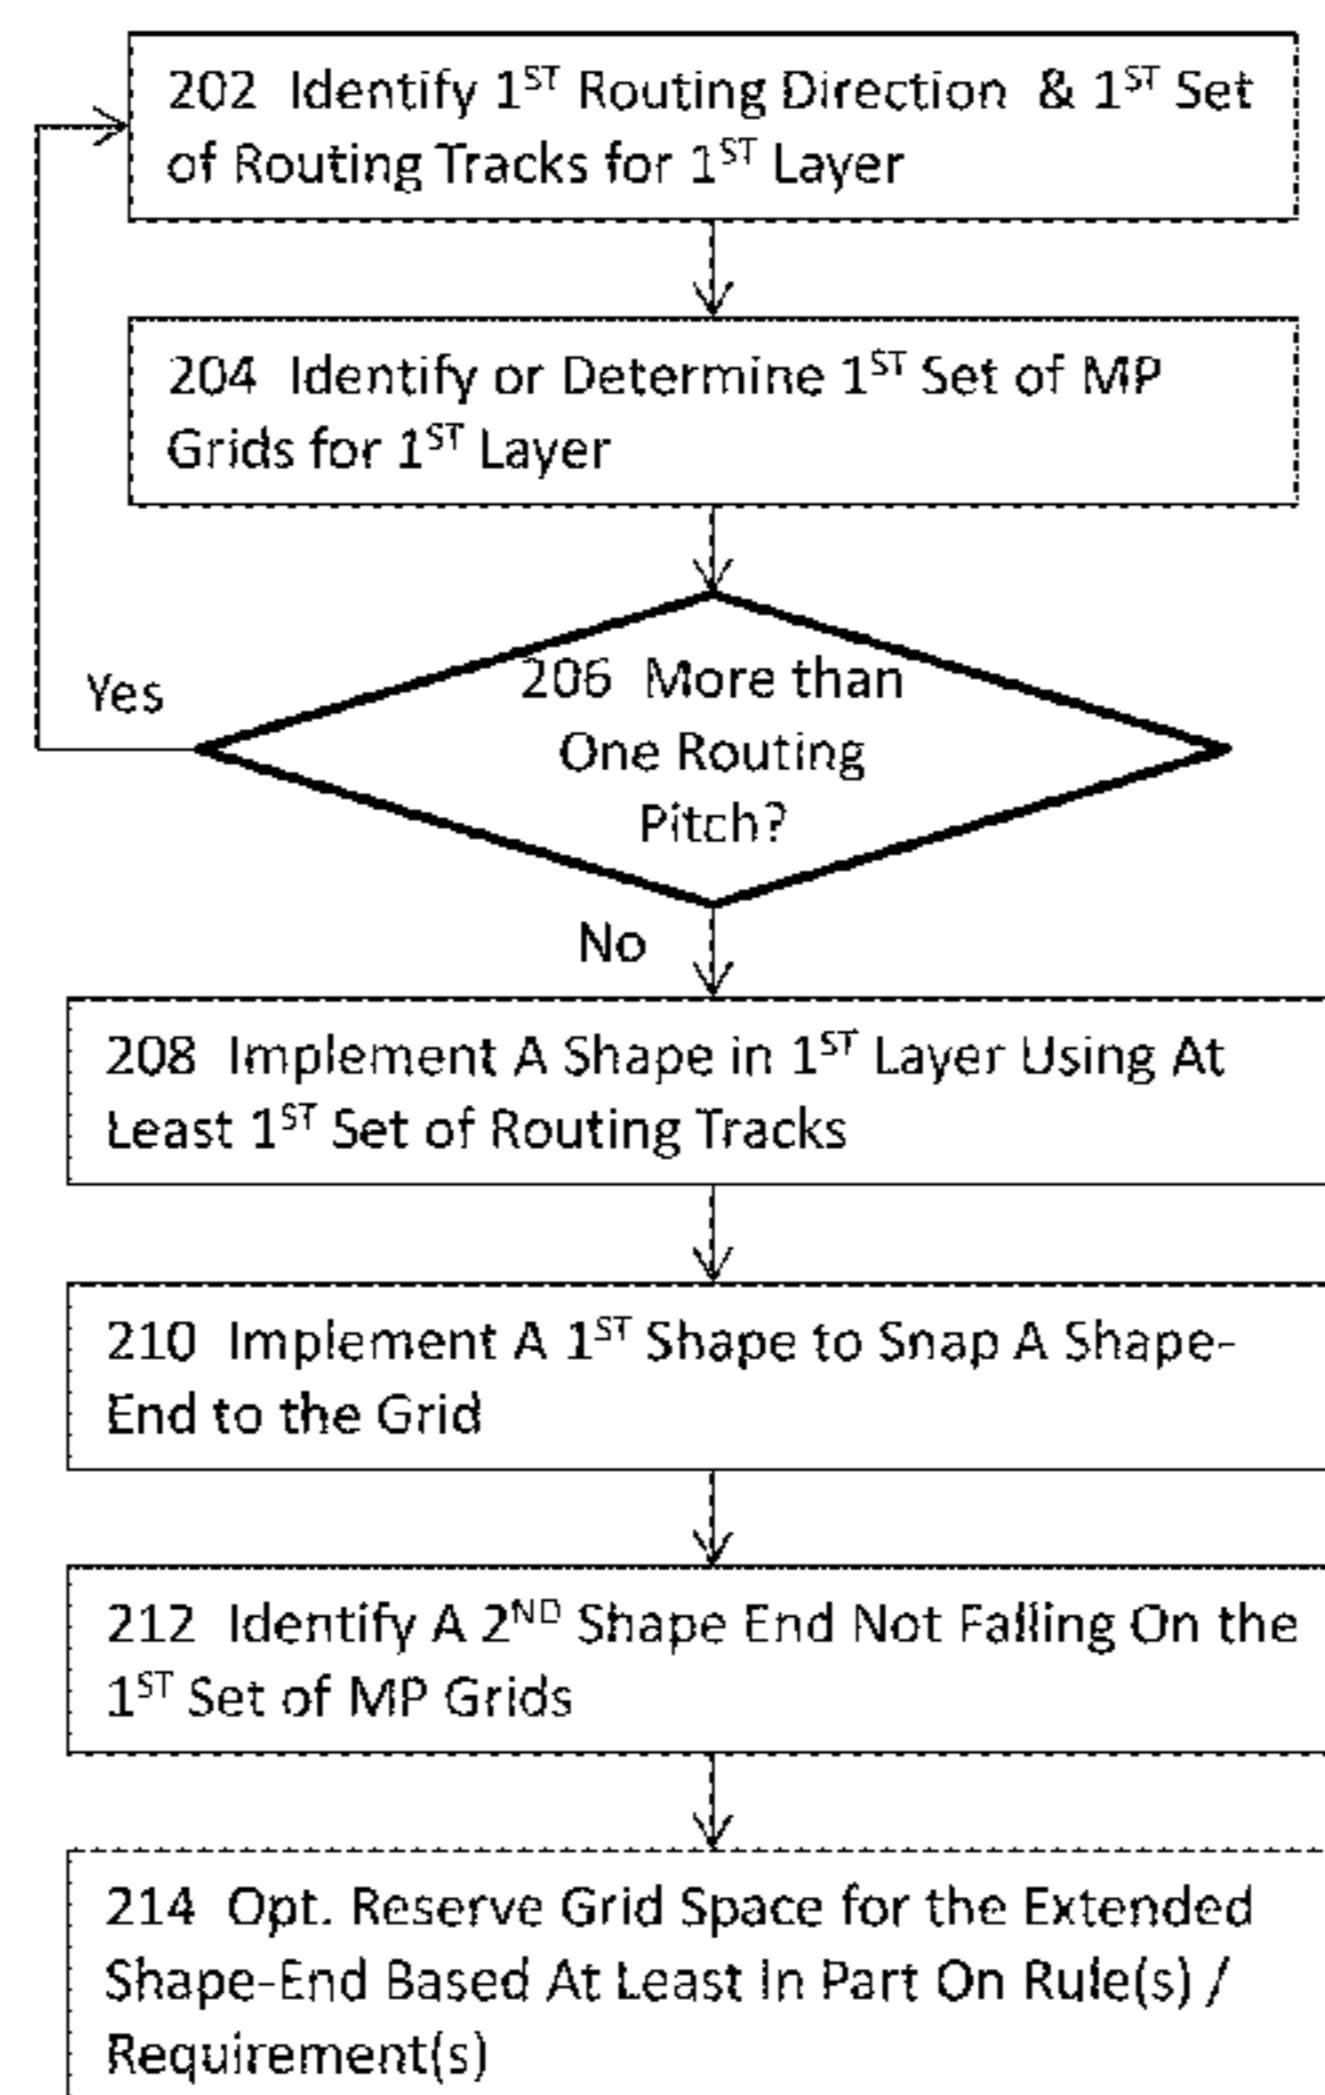 202 Identify 1ST Routing Direction & 1ST Set
of Routing Tracks for 1ST Layer
204 Identify or Determine 1ST Set of MP
Grids for 1ST Layer
206 More than
One Routing
Pitch?
Yes
No
208 Implement A Shape in 1ST Layer Using At
Least 1ST Set of Routing Tracks
210 Implement A 1ST Shape to Snap A Shape-
End to the Grid
212 Identify A 2ND Shape End Not Falling On the
1ST Set of MP Grids
214 Opt. Reserve Grid Space for the Extended
Shape-End Based At Least In Part On Rule(s) /
Requirement(s)